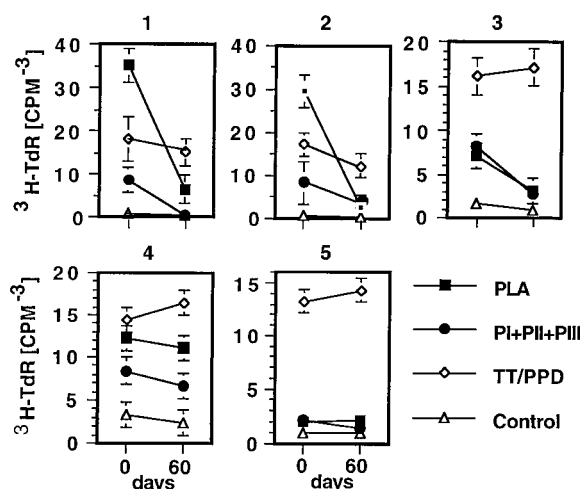 1 2 3
³H-TdR [CPM⁻³]
40 40 20
30 30 15
20 20 10
10 10 5
0 0 0
4 5
³H-TdR [CPM⁻³]
20 15
15 10
10 5
5 0
0
0 60 0 60
days days
PLA
PI+PII+PIII
TT/PPD
Control